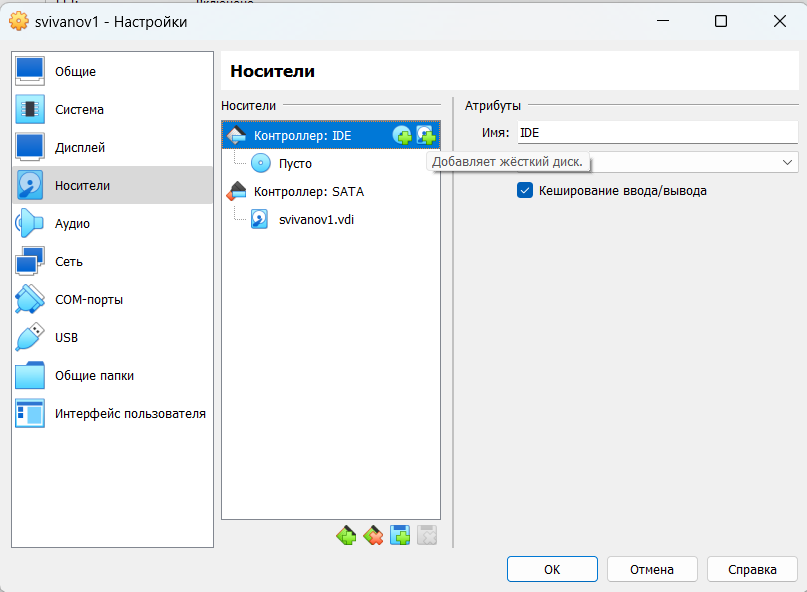 svivanov1 - Настройки
Общие
Система
Дисплей
Носители
Аудио
Сеть
COM-порты
USB
Общие папки
Интерфейс пользователя
Носители
Носители
Контроллер: IDE
Пусто
Контроллер: SATA
svivanov1.vdi
Атрибуты
Имя: IDE
Добавляет жёсткий диск.
Кеширование ввода/вывода
OK
Отмена
Справка